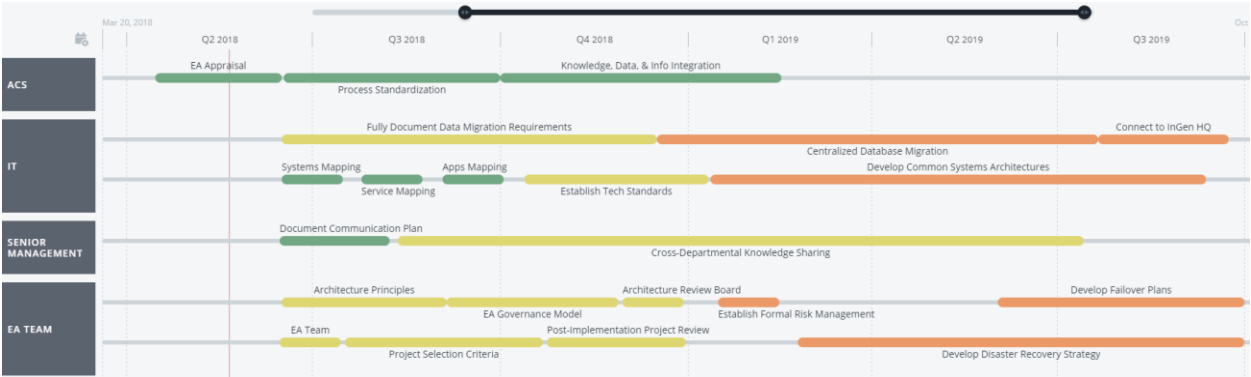 Mar 20, 2018
Oct
Q2 2018
Q3 2018
Q4 2018
Q1 2019
Q2 2019
Q3 2019
ACS
EA Appraisal
Knowledge, Data, & Info Integration
Process Standardization
IT
Fully Document Data Migration Requirements
Connect to InGen HQ
Centralized Database Migration
Systems Mapping
Apps Mapping
Develop Common Systems Architectures
Service Mapping
Establish Tech Standards
SENIOR
MANAGEMENT
Document Communication Plan
Cross-Departmental Knowledge Sharing
EA TEAM
Architecture Principles
Architecture Review Board
Develop Failover Plans
EA Governance Model
Establish Formal Risk Management
EA Team
Post-Implementation Project Review
Project Selection Criteria
Develop Disaster Recovery Strategy